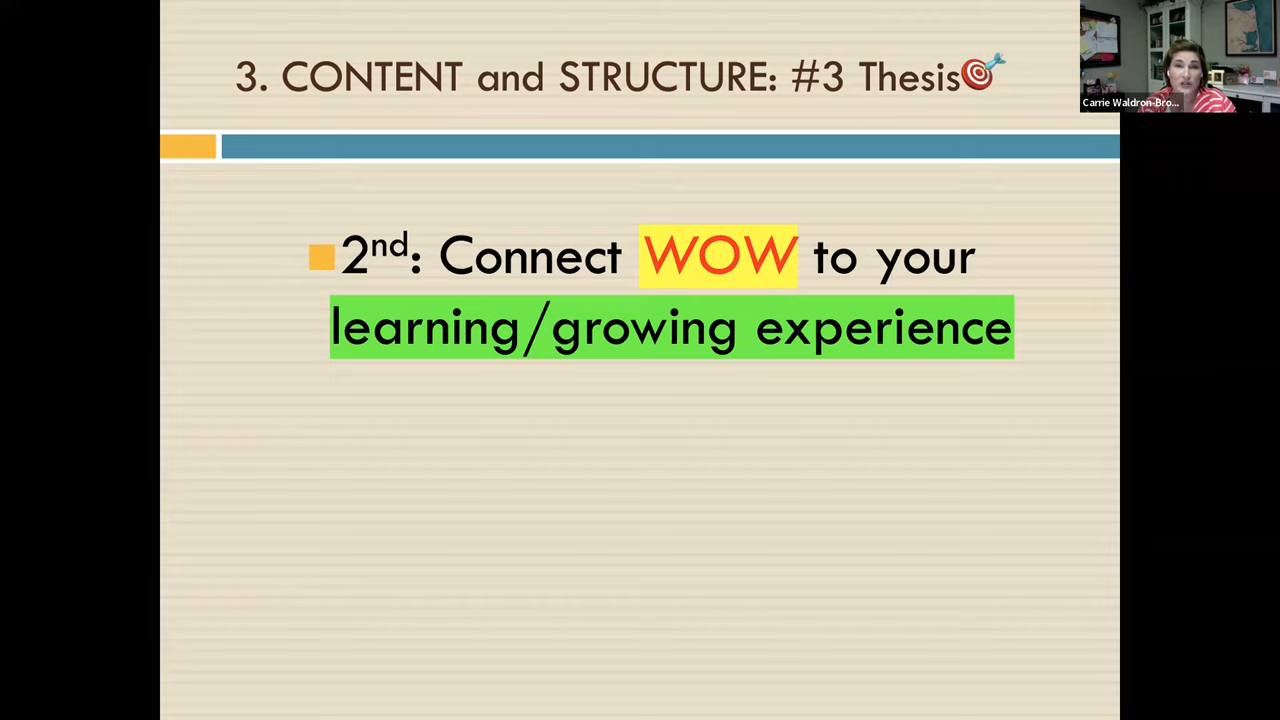 3. CONTENT and STRUCTURE: #3 Thesis
Carrie Waldron-Bro...
2nd: Connect WOW to your
learning/growing experience